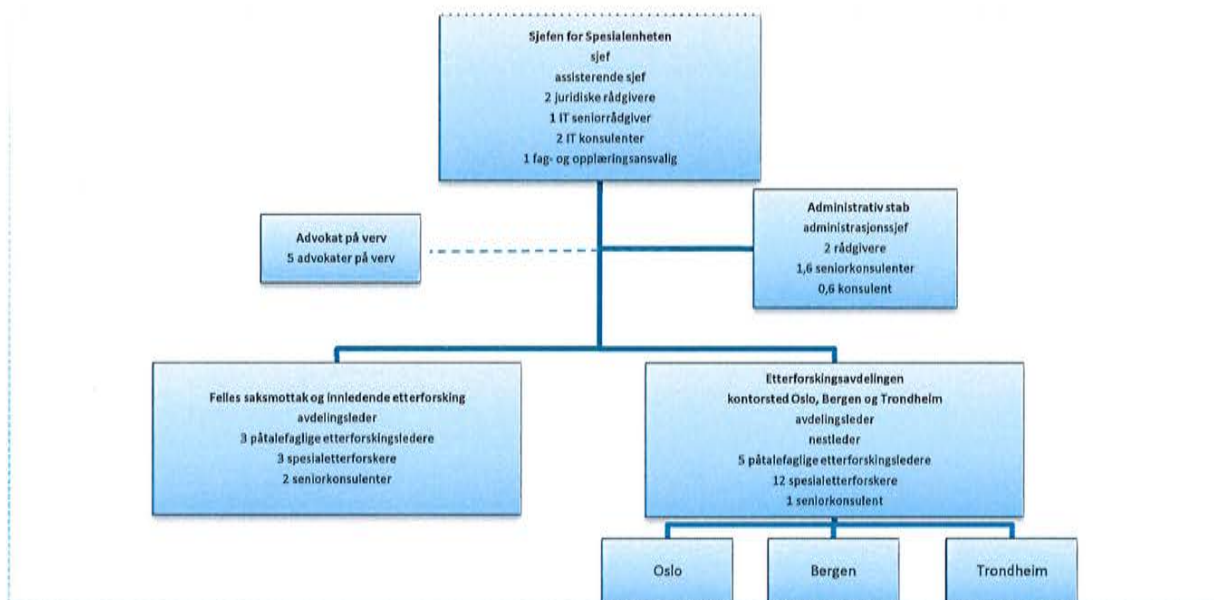 Sjefen for Spesialenheten
sjef
assisterende sjef
2 juridiske rådgivere
1 IT seniorrådgiver
2 IT konsulenter
1 fag- og opplæringsansvalig
Advokat på verv
5 advokater på verv
Administrativ stab
administrasjonssjef
2 rådgivere
1,6 seniorkonsulenter
0,6 konsulent
Felles saksmottak og innledende etterforsking
avdelingsleder
3 påtalefaglige etterforskingsledere
3 spesialetterforskere
2 seniorkonsulenter
Etterforskingsavdelingen
kontorsted Oslo, Bergen og Trondheim
avdelingsleder
nestleder
5 påtalefaglige etterforskingsledere
12 spesialetterforskere
1 seniorkonsulent
Oslo
Bergen
Trondheim